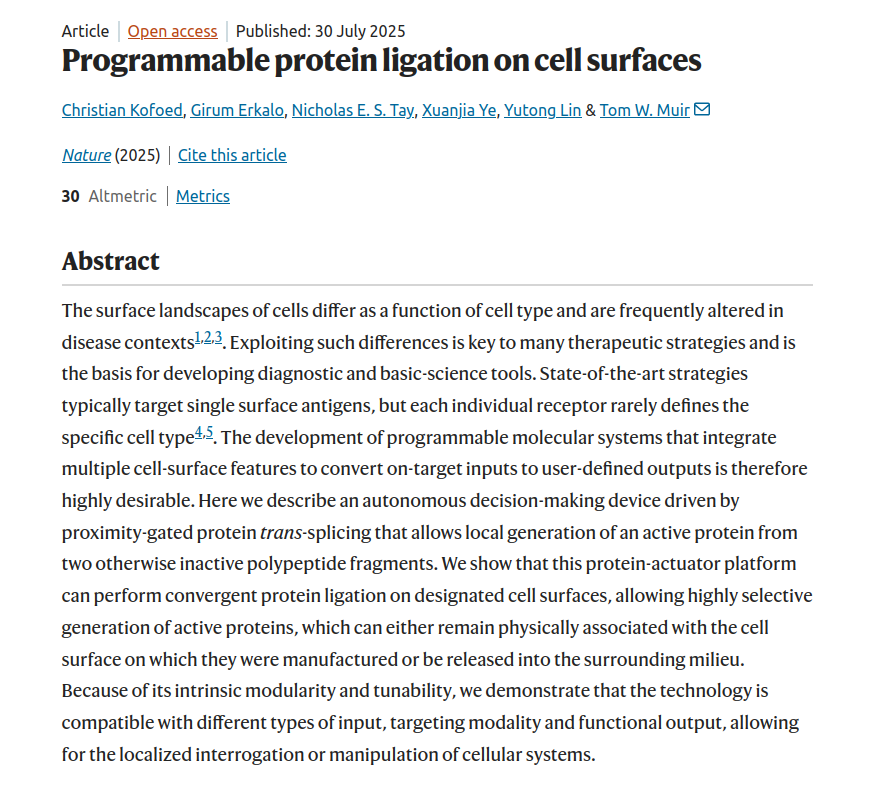 Article | Open access | Published: 30 July 2025
Programmable protein ligation on cell surfaces
Christian Kofoed, Girum Erkalo, Nicholas E. S. Tay, Xuanjia Ye, Yutong Lin & Tom W. Muir
Nature (2025) | Cite this article
30 Altmetric | Metrics
Abstract
The surface landscapes of cells differ as a function of cell type and are frequently altered in
disease contexts1,2,3. Exploiting such differences is key to many therapeutic strategies and is
the basis for developing diagnostic and basic-science tools. State-of-the-art strategies
typically target single surface antigens, but each individual receptor rarely defines the
specific cell type4,5. The development of programmable molecular systems that integrate
multiple cell-surface features to convert on-target inputs to user-defined outputs is therefore
highly desirable. Here we describe an autonomous decision-making device driven by
proximity-gated protein trans-splicing that allows local generation of an active protein from
two otherwise inactive polypeptide fragments. We show that this protein-actuator platform
can perform convergent protein ligation on designated cell surfaces, allowing highly selective
generation of active proteins, which can either remain physically associated with the cell
surface on which they were manufactured or be released into the surrounding milieu.
Because of its intrinsic modularity and tunability, we demonstrate that the technology is
compatible with different types of input, targeting modality and functional output, allowing
for the localized interrogation or manipulation of cellular systems.